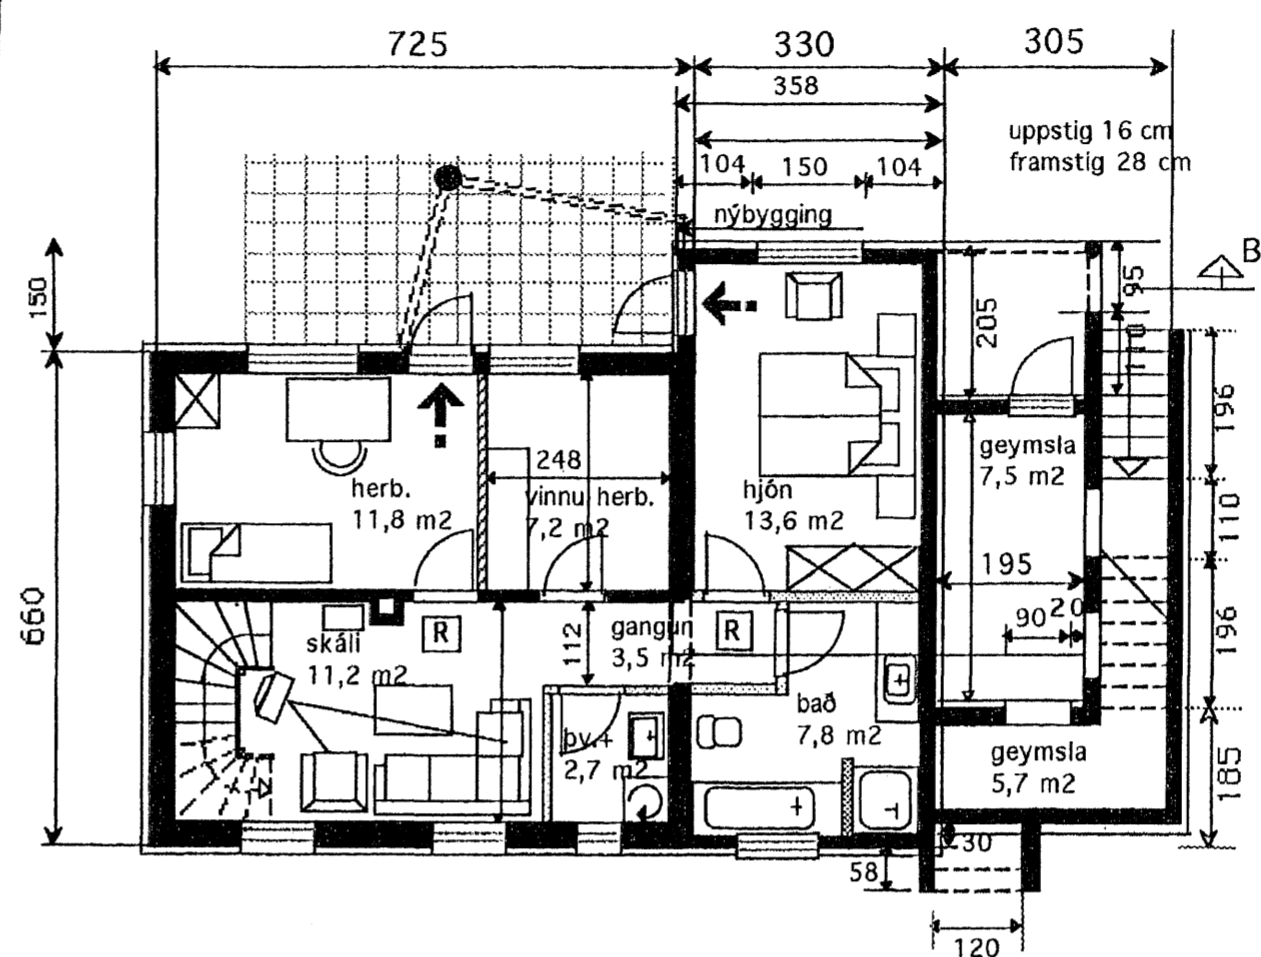 725
330
305
358
uppstig 16 cm
framstig 28 cm
104
150
104
nýbygging
B
150
95
205
110
196
248
herb.
11,8 m2
vinnu herb.
7,2 m2
hjón
13,6 m2
geymsla
7,5 m2
110
195
660
90
20
196
skáli
11,2 m2
R
112
gangur
3,5 m2
R
bað
7,8 m2
þv.+
2,7 m2
geymsla
5,7 m2
185
30
58
120